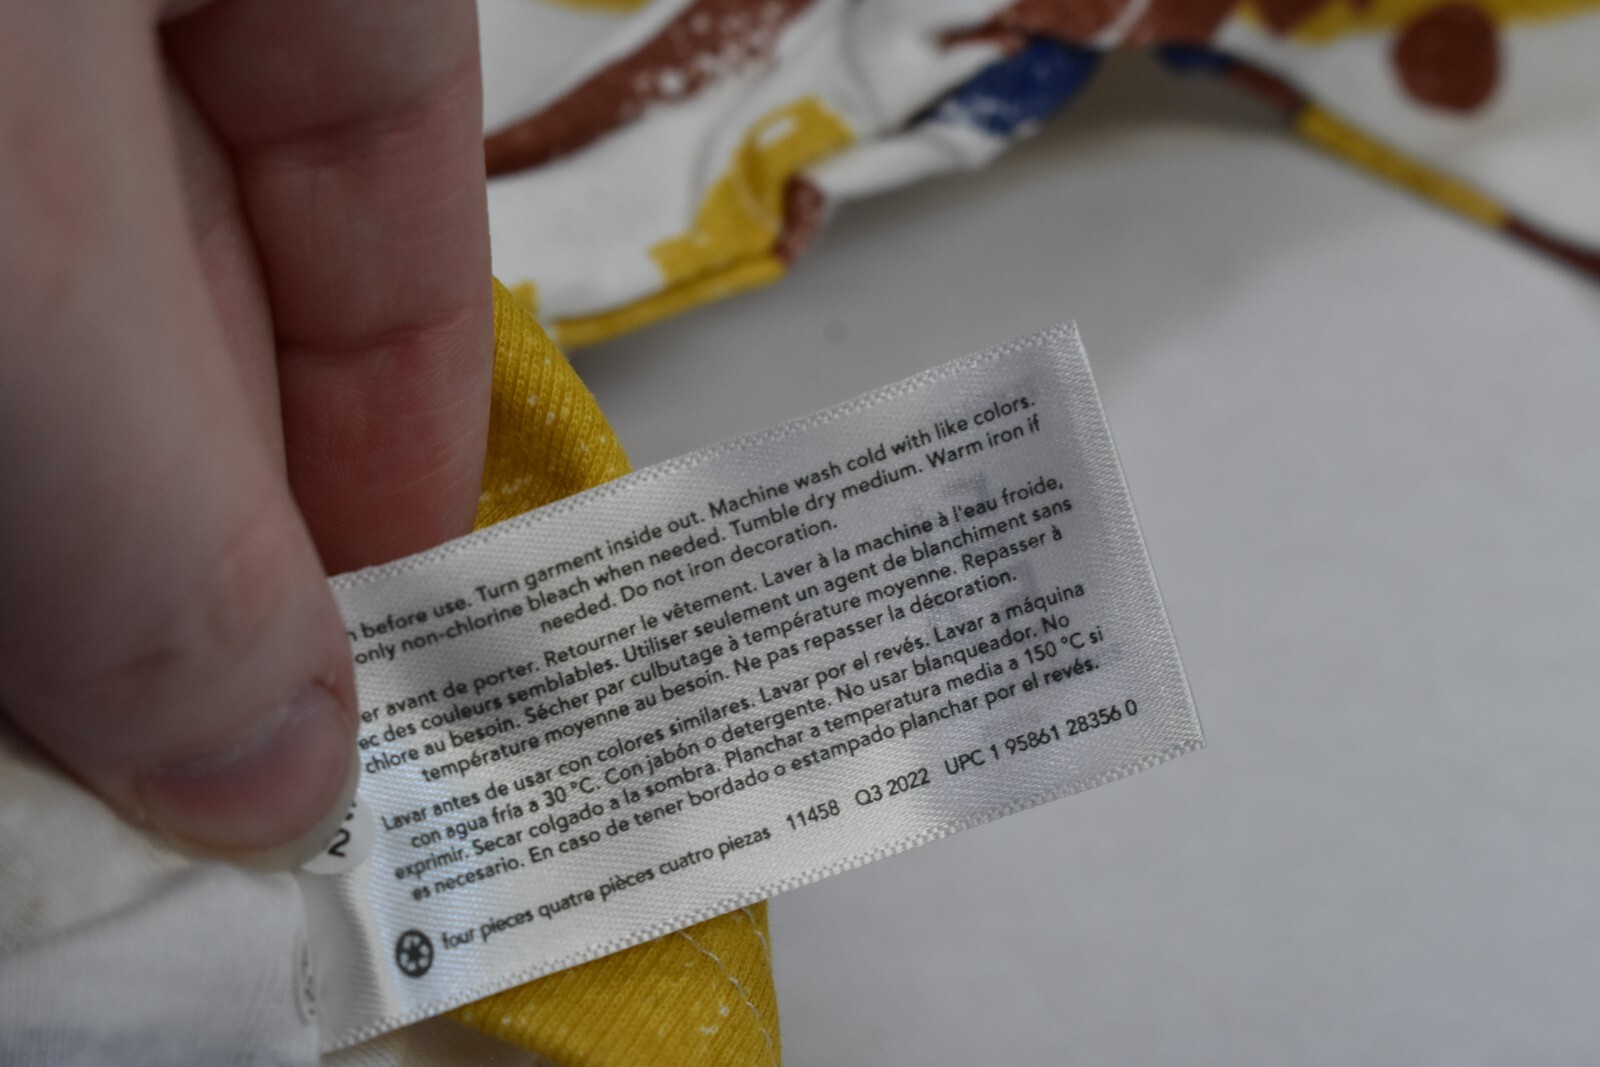 before use. Turn garment inside out. Machine wash cold with like colors.
only non-chlorine bleach when needed. Tumble dry medium. Warm iron if
needed. Do not iron decoration.
er avant de porter. Retourner le vêtement. Laver à la machine à l'eau froide,
ec des couleurs semblables. Utiliser seulement un agent de blanchiment sans
chlore au besoin. Sécher par culbutage à température moyenne. Repasser à
température moyenne au besoin. Ne pas repasser la décoration.
Lavar antes de usar con colores similares. Lavar por el revés. Lavar a máquina
con agua fría a 30 °C. Con jabón o detergente. No usar blanqueador. No
exprimir. Secar colgado a la sombra. Planchar a temperatura media a 150 °C si
es necesario. En caso de tener bordado o estampado planchar por el revés.
four pieces quatre pièces cuatro piezas 11458 Q3 2022 UPC 1 95861 28356 0
2